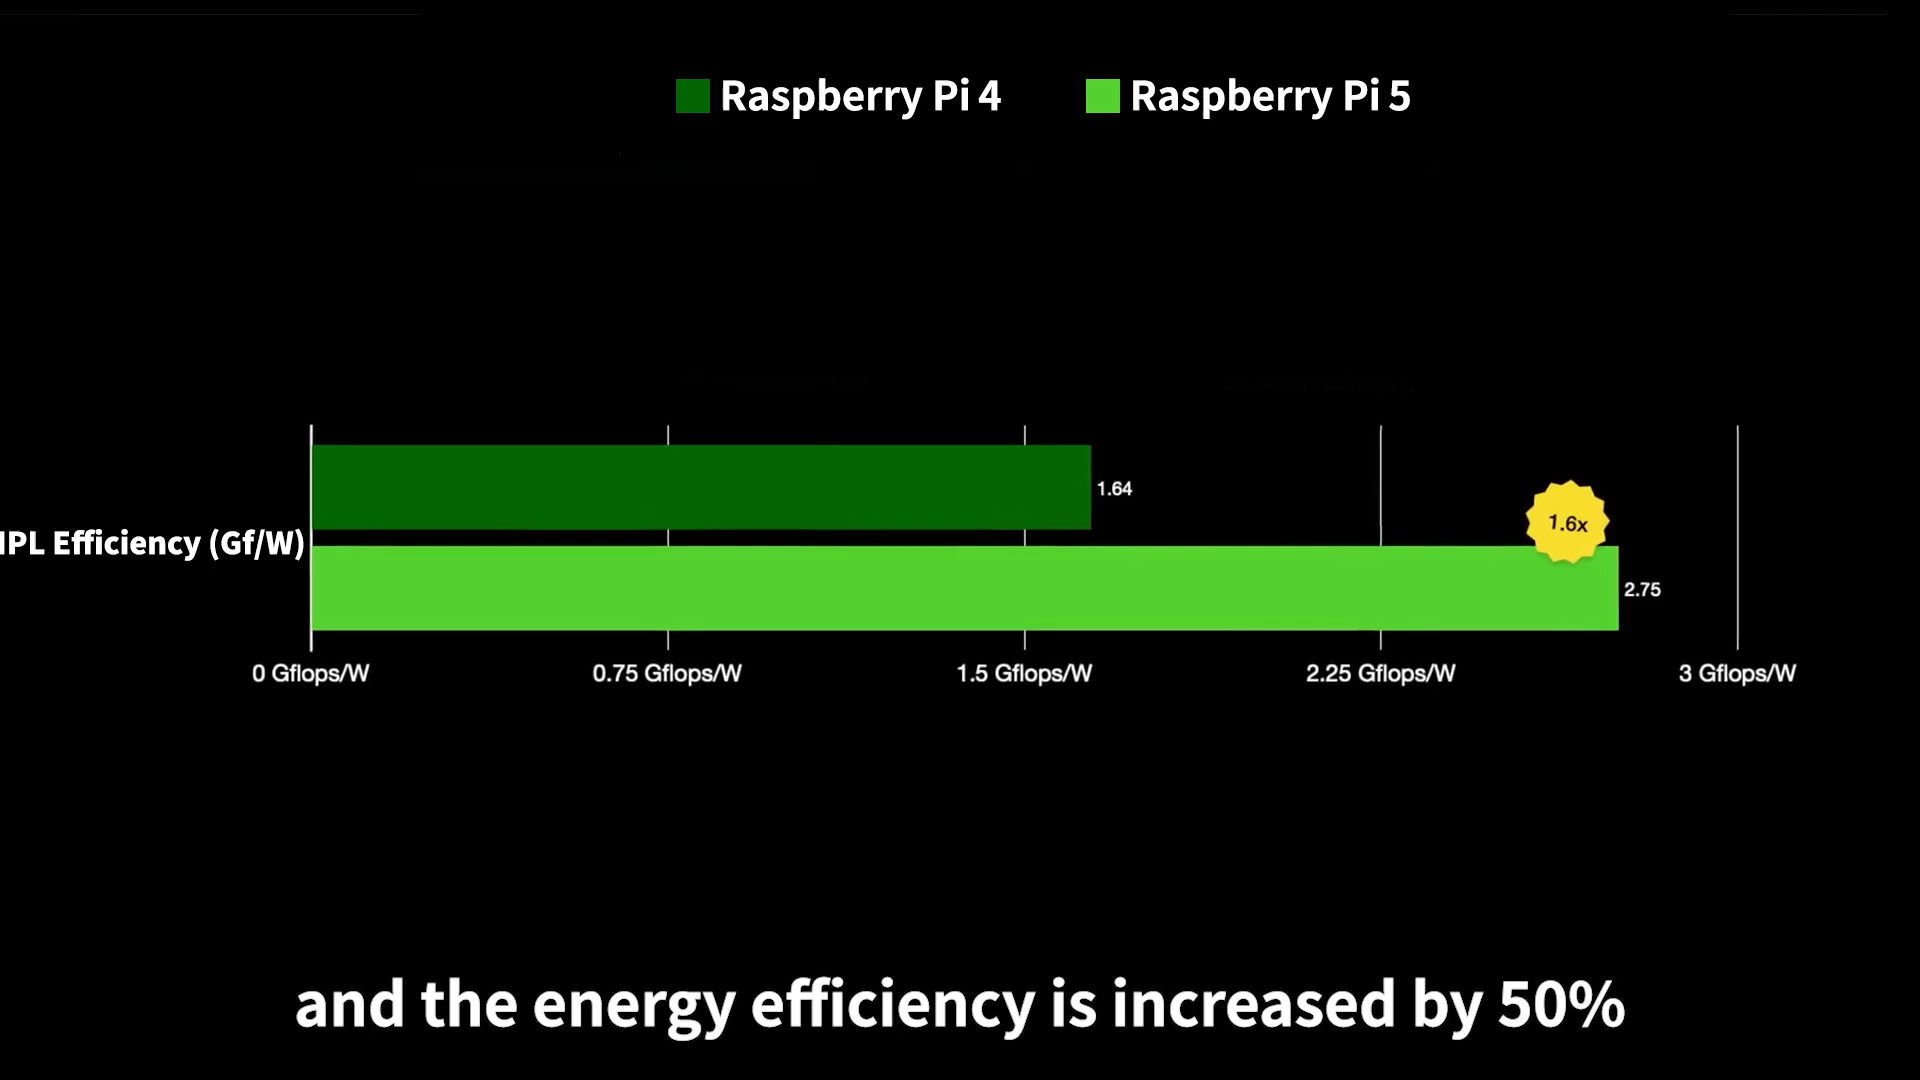 Raspberry Pi 4 Raspberry Pi 5
1.64
1.6x
IPL Efficiency (Gf/W)
2.75
0 Gflops/W 0.75 Gflops/W 1.5 Gflops/W 2.25 Gflops/W 3 Gflops/W
and the energy efficiency is increased by 50%